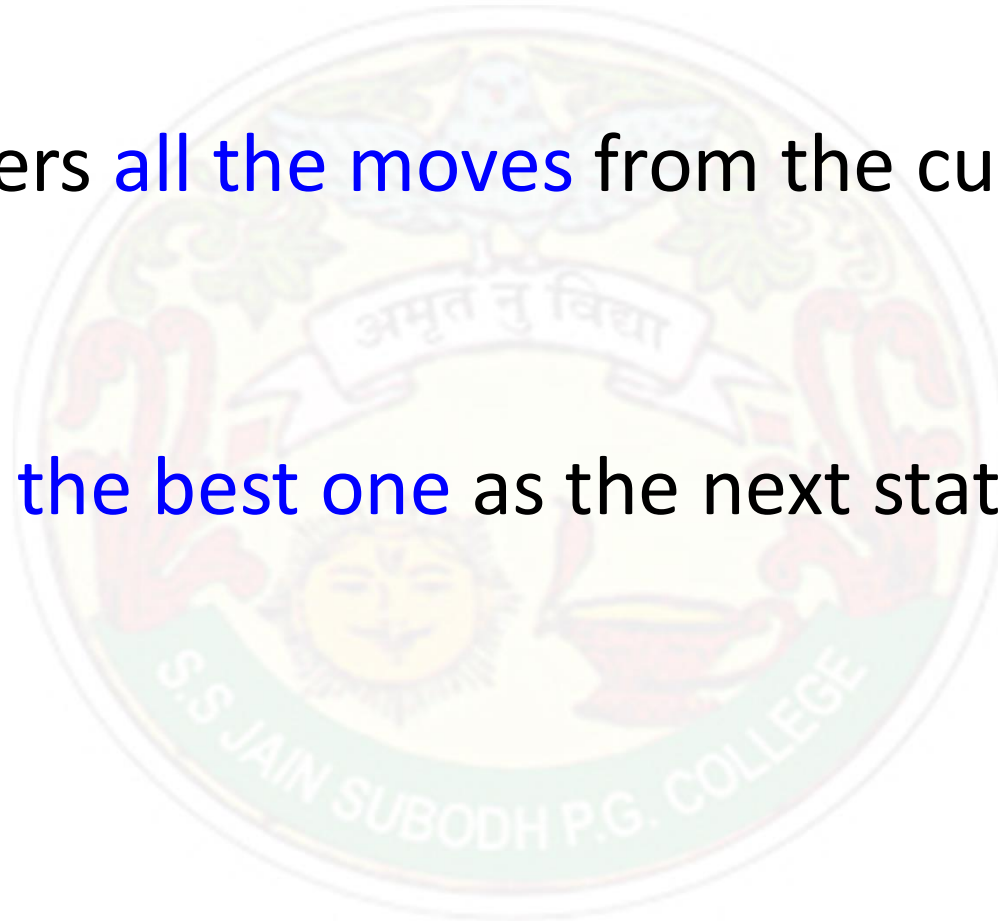 ers all the moves from the cu
the best one as the next stat
अमृतं नु विद्या
S.S JAIN SUBODH P.G. COLLEGE